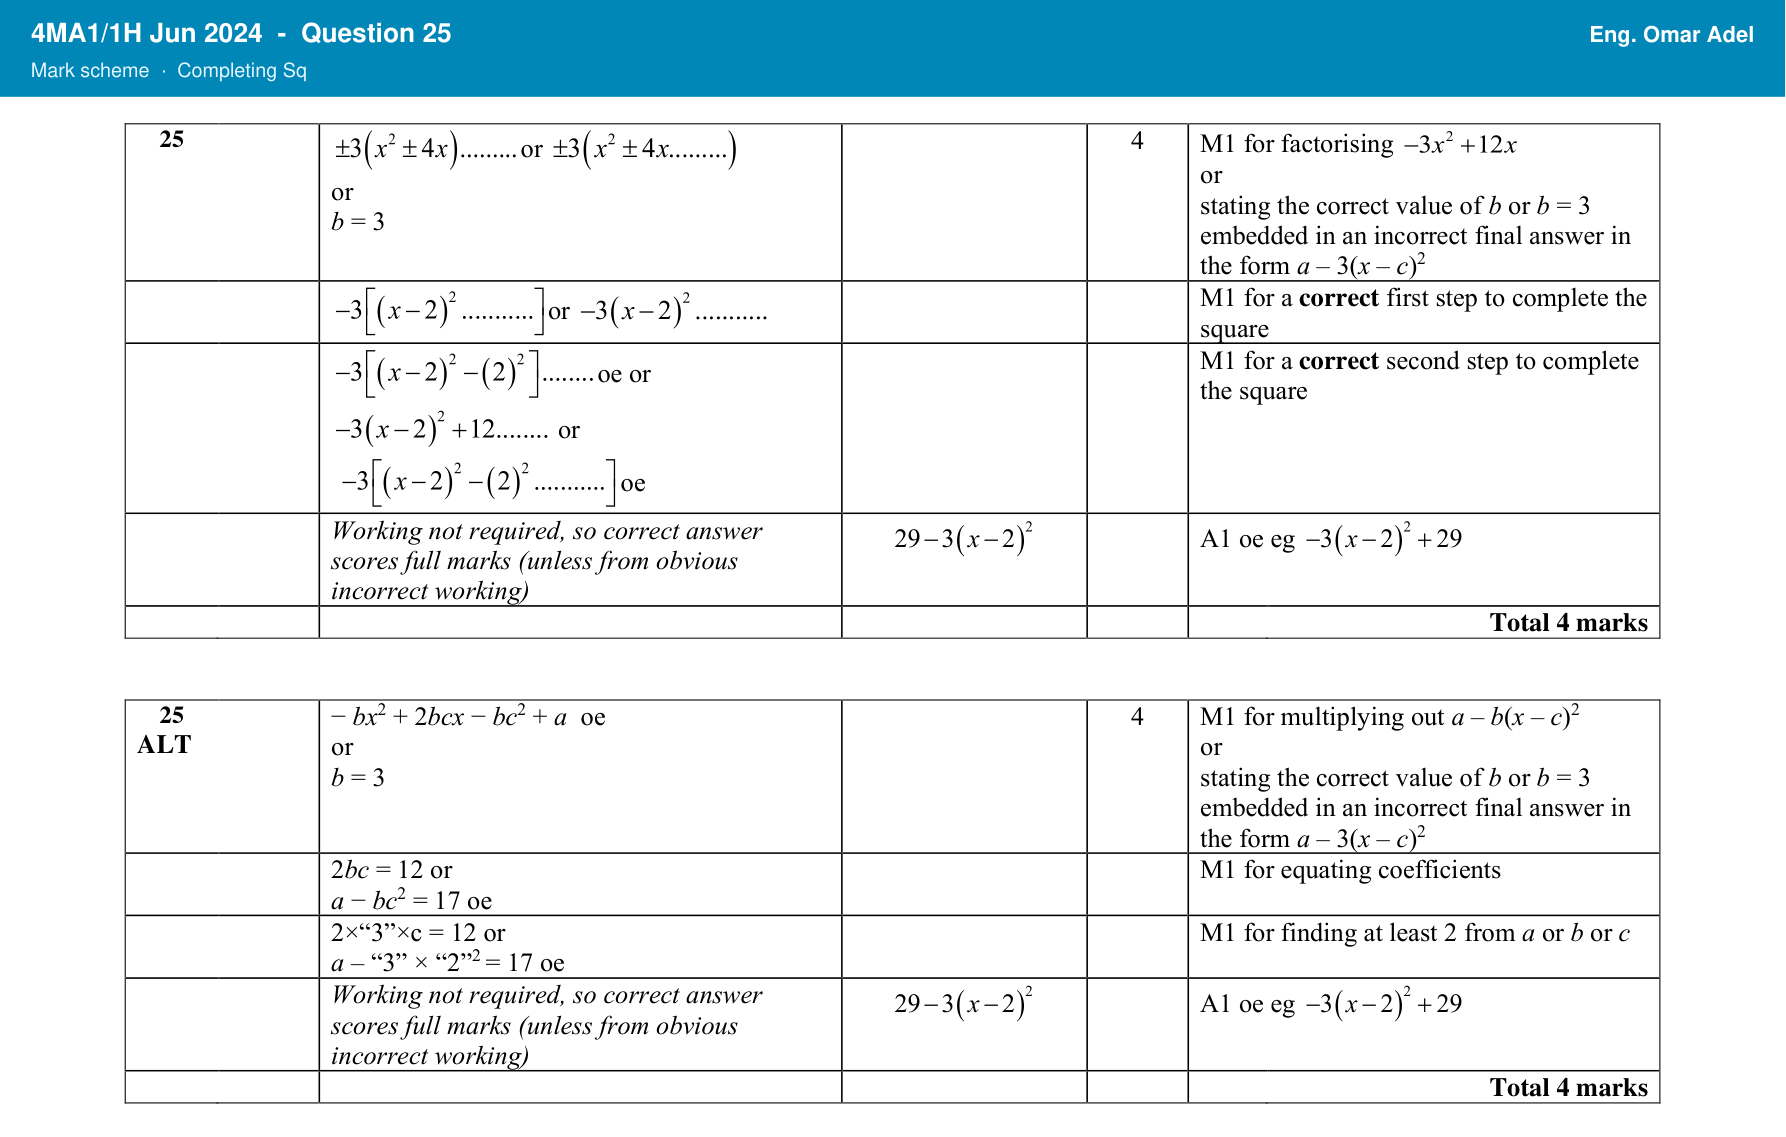 4MA1/1H Jun 2024 - Question 25
Eng. Omar Adel
Mark scheme · Completing Sq
25
±3(x² ± 4x)......... or ±3(x² ± 4x.........)
or
b = 3
4
M1 for factorising −3x² + 12x
or
stating the correct value of b or b = 3
embedded in an incorrect final answer in
the form a – 3(x – c)²
−3[(x − 2)² ...........] or −3(x − 2)² ...........
M1 for a correct first step to complete the
square
−3[(x − 2)² − (2)²]........ oe or
−3(x − 2)² + 12........ or
−3[(x − 2)² − (2)² ...........] oe
M1 for a correct second step to complete
the square
Working not required, so correct answer
scores full marks (unless from obvious
incorrect working)
29 − 3(x − 2)²
A1 oe eg −3(x − 2)² + 29
Total 4 marks
25
ALT
− bx² + 2bcx − bc² + a oe
or
b = 3
4
M1 for multiplying out a – b(x – c)²
or
stating the correct value of b or b = 3
embedded in an incorrect final answer in
the form a – 3(x – c)²
2bc = 12 or
a − bc² = 17 oe
M1 for equating coefficients
2×“3”×c = 12 or
a – “3” × “2”² = 17 oe
M1 for finding at least 2 from a or b or c
Working not required, so correct answer
scores full marks (unless from obvious
incorrect working)
29 − 3(x − 2)²
A1 oe eg −3(x − 2)² + 29
Total 4 marks